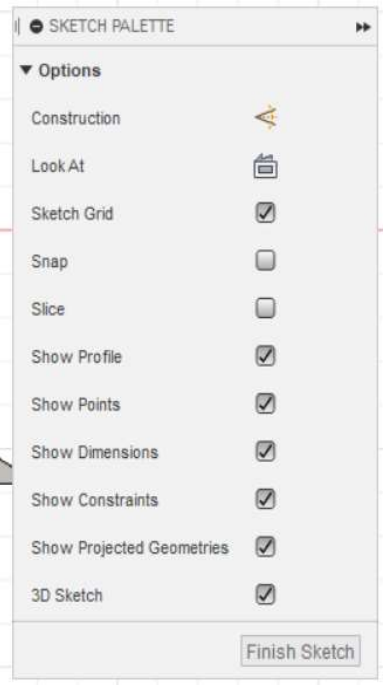 SKETCH PALETTE
Options
Construction
Look At
Sketch Grid
Snap
Slice
Show Profile
Show Points
Show Dimensions
Show Constraints
Show Projected Geometries
3D Sketch
Finish Sketch